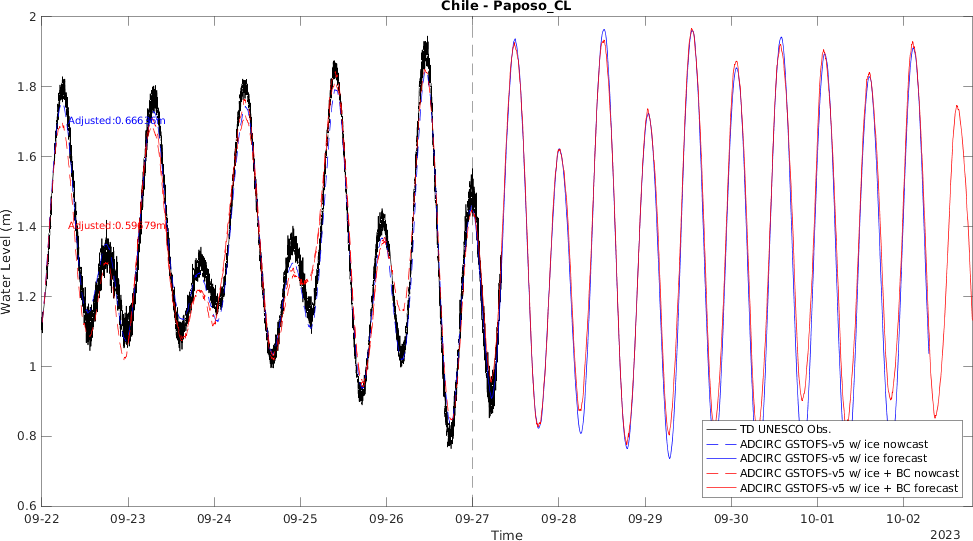 Chile - Paposo_CL
2
1.8
1.6
1.4
1.2
1
0.8
0.6
Water Level (m)
Adjusted:0.6663
Adjusted:0.59679m
TD UNESCO Obs.
ADCIRC GSTOFS-v5 w/ ice nowcast
ADCIRC GSTOFS-v5 w/ ice forecast
ADCIRC GSTOFS-v5 w/ ice + BC nowcast
ADCIRC GSTOFS-v5 w/ ice + BC forecast
09-22 09-23 09-24 09-25 09-26 09-27 09-28 09-29 09-30 10-01 10-02
Time
2023